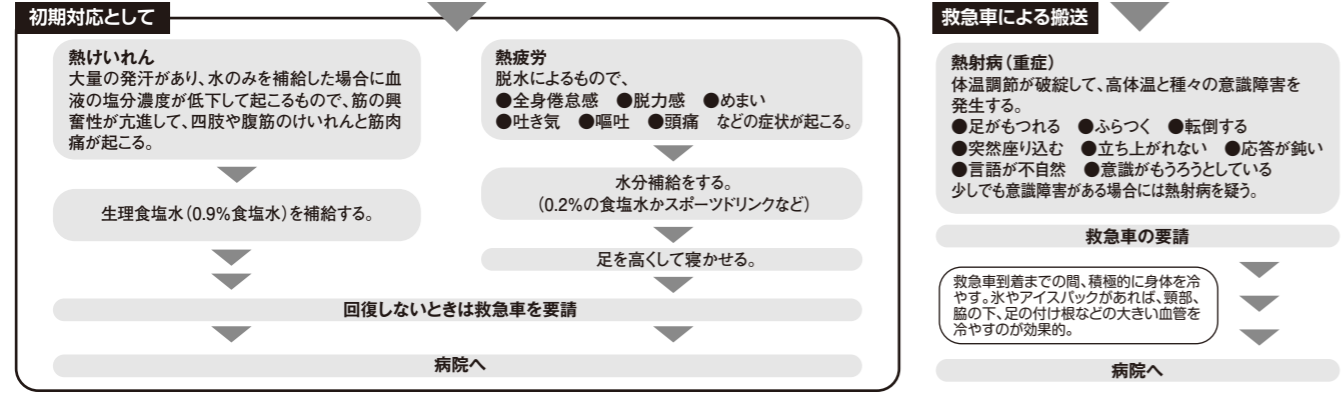 初期対応として
熱けいれん
大量の発汗があり、水のみを補給した場合に血
液の塩分濃度が低下して起こるもので、筋の興
奮性が亢進して、四肢や腹筋のけいれんと筋肉
痛が起こる。
生理食塩水(0.9%食塩水)を補給する。
熱疲労
脱水によるもので、
●全身倦怠感 ●脱力感 ●めまい
●吐き気 ●嘔吐 ●頭痛 などの症状が起こる。
水分補給をする。
(0.2%の食塩水かスポーツドリンクなど)
足を高くして寝かせる。
回復しないときは救急車を要請
病院へ
救急車による搬送
熱射病(重症)
体温調節が破綻して、高体温と種々の意識障害を
発生する。
●足がもつれる ●ふらつく ●転倒する
●突然座り込む ●立ち上がれない ●応答が鈍い
●言語が不自然 ●意識がもうろうとしている
少しでも意識障害がある場合には熱射病を疑う。
救急車の要請
救急車到着までの間、積極的に身体を冷
やす。氷やアイスパックがあれば、頸部、
脇の下、足の付け根などの大きい血管を
冷やすのが効果的。
病院へ